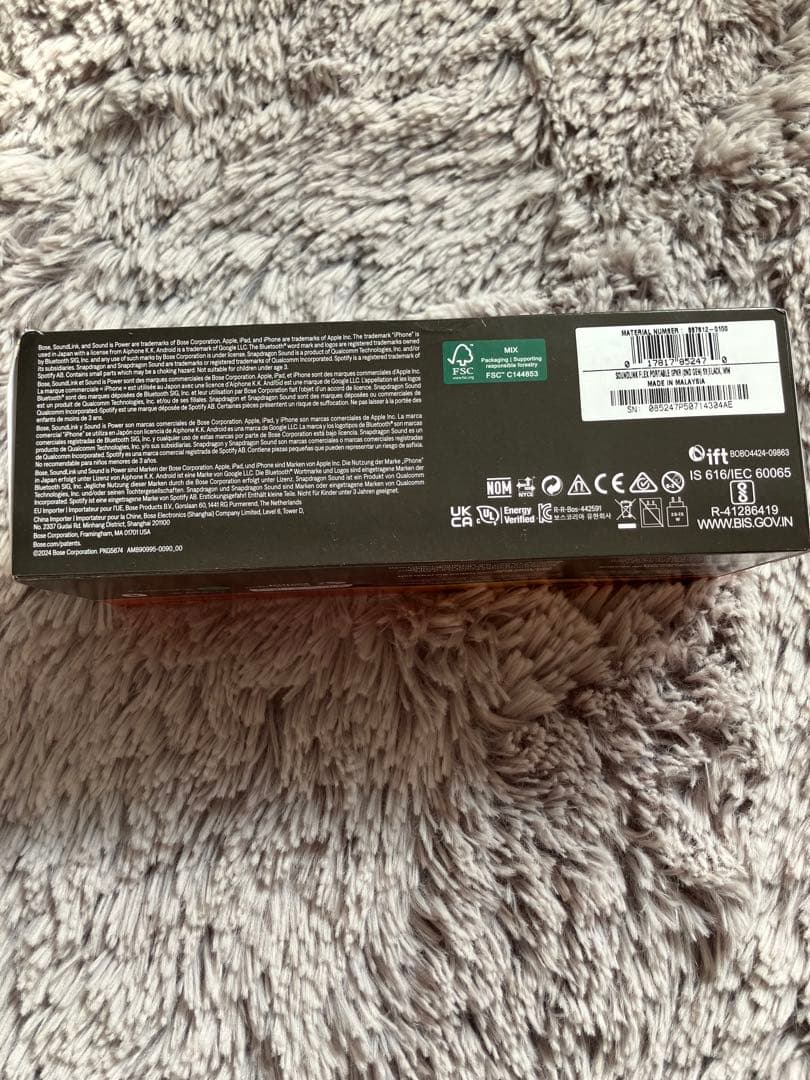 Bose, SoundLink, and Sound is Power are trademarks of Bose Corporation. Apple, iPad, and iPhone are trademarks of Apple Inc. The trademark "iPhone" is
used in Japan with a license from Aiphone K.K. Android is a trademark of Google LLC. The Bluetooth® word mark and logos are registered trademarks owned
by Bluetooth SIG, Inc. and any use of such marks by Bose Corporation is under license. Snapdragon Sound is a product of Qualcomm Technologies, Inc. and/or
its subsidiaries. Snapdragon and Snapdragon Sound are trademarks or registered trademarks of Qualcomm Incorporated. Spotify is a registered trademark of
Spotify AB. Contains small parts which may be a choking hazard. Not suitable for children under age 3.
Bose, SoundLink et Sound is Power sont des marques commerciales de Bose Corporation. Apple, iPad et iPhone sont des marques commerciales d'Apple Inc.
La marque commerciale « iPhone » est utilisée au Japon avec une licence d'Aiphone K.K. Android est une marque de Google LLC. L'appellation et les logos
Bluetooth® sont des marques déposées de Bluetooth SIG, Inc. et leur utilisation par Bose Corporation fait l'objet d'un accord de licence. Snapdragon Sound
est un produit de Qualcomm Technologies, Inc. et/ou de ses filiales. Snapdragon et Snapdragon Sound sont des marques déposées ou commerciales de
Qualcomm Incorporated. Spotify est une marque déposée de Spotify AB. Certaines pièces présentent un risque de suffocation. Ne pas laisser à la portée des
enfants de moins de 3 ans.
Bose, SoundLink y Sound is Power son marcas comerciales de Bose Corporation. Apple, iPad, y iPhone son marcas comerciales de Apple Inc. La marca
comercial "iPhone" se utiliza en Japón con licencia de Aiphone K.K. Android es una marca de Google LLC. La marca y los logotipos de Bluetooth® son marcas
comerciales registradas de Bluetooth SIG, Inc. y cualquier uso de estas marcas por parte de Bose Corporation está bajo licencia. Snapdragon Sound es un
producto de Qualcomm Technologies, Inc. y/o sus subsidiarias. Snapdragon y Snapdragon Sound son marcas comerciales o marcas comerciales registradas
de Qualcomm Incorporated. Spotify es una marca comercial registrada de Spotify AB. Contiene piezas pequeñas que pueden representar un riesgo de asfixia.
No recomendable para niños menores de 3 años.
Bose, SoundLink und Sound is Power sind Marken der Bose Corporation. Apple, iPad und iPhone sind Marken von Apple Inc. Die Nutzung der Marke „iPhone"
in Japan erfolgt unter Lizenz von Aiphone K.K. Android ist eine Marke von Google LLC. Die Bluetooth® Wortmarke und Logos sind eingetragene Marken der
Bluetooth SIG, Inc. Jegliche Nutzung dieser Marken durch die Bose Corporation erfolgt unter Lizenz. Snapdragon Sound ist ein Produkt von Qualcomm
Technologies, Inc. und/oder seinen Tochtergesellschaften. Snapdragon und Snapdragon Sound sind Marken oder eingetragene Marken von Qualcomm
Incorporated. Spotify ist eine eingetragene Marke von Spotify AB. Erstickungsgefahr! Enthält kleine Teile. Nicht für Kinder unter 3 Jahren geeignet.
EU Importer / Importateur pour l'UE, Bose Products B.V., Gorslaan 60, 1441 RG Purmerend, The Netherlands
China Importer / Importateur pour la Chine, Bose Electronics (Shanghai) Company Limited, Level 6, Tower D,
No. 2337 Gudai Rd. Minhang District, Shanghai 201100
Bose Corporation, Framingham, MA 01701 USA
Bose.com/patents.
©2024 Bose Corporation. PKG5674 AM890995-0090_00
FSC
www.fsc.org
MIX
Packaging | Supporting
responsible forestry
FSC™ C144853
MATERIAL NUMBER: 887612-0100
0 17817 85247 0
SOUNDLINK FLEX PORTABLE SPKR (2ND GEN) 19,BLACK, WW
MADE IN MALAYSIA
SN: 085247P50714304AE
NOM
NYCE
CE
UK
CA
UL
Energy
Verified
R-R-Bos-442591
보스코리아 유한회사
ift BOBO4424-09863
IS 616/IEC 60065
R-41286419
WWW.BIS.GOV.IN